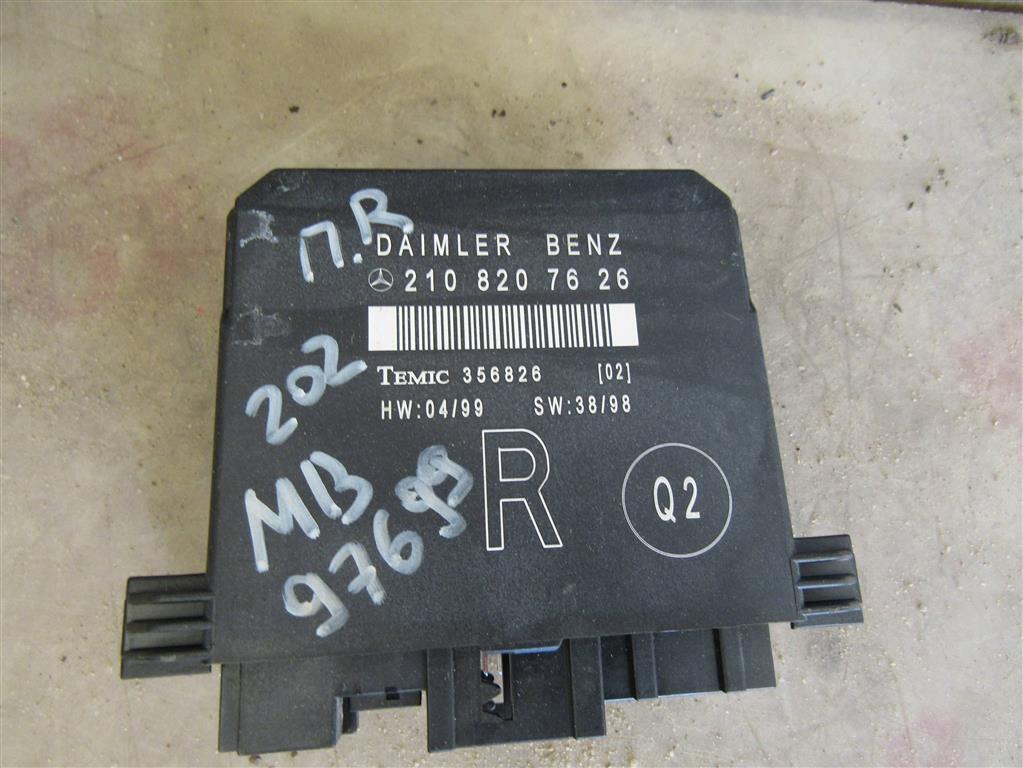 П.R
DAIMLER BENZ
210 820 76 26
TEMIC 356826 [02]
202
HW:04/99 SW:38/98
R
Q2
MB
97699